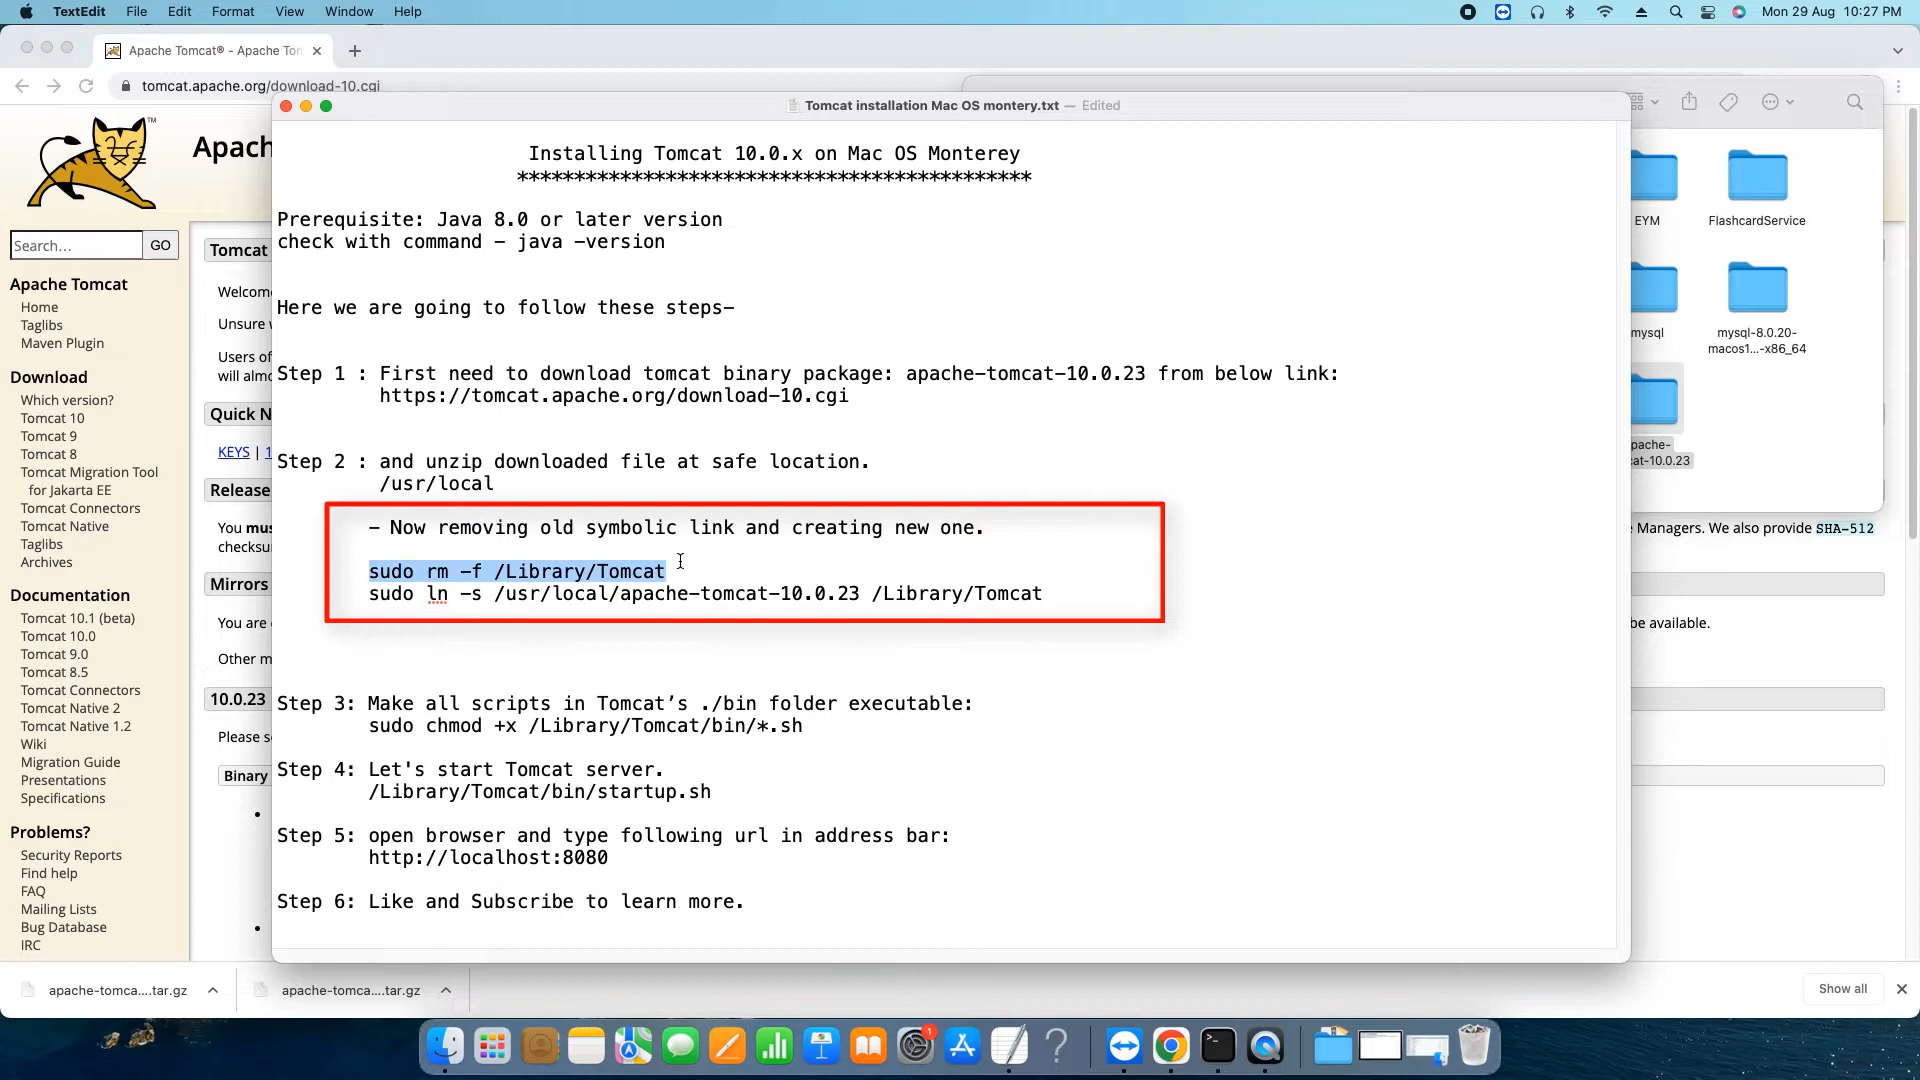 TextEdit File Edit Format View Window Help
Mon 29 Aug 10:27 PM
Apache Tomcat® - Apache Tom
tomcat.apache.org/download-10.cgi
Tomcat installation Mac OS montery.txt — Edited
Apach
Search...
GO
Apache Tomcat
Home
Taglibs
Maven Plugin
Download
Which version?
Tomcat 10
Tomcat 9
Tomcat 8
Tomcat Migration Tool
for Jakarta EE
Tomcat Connectors
Tomcat Native
Taglibs
Archives
Documentation
Tomcat 10.1 (beta)
Tomcat 10.0
Tomcat 9.0
Tomcat 8.5
Tomcat Connectors
Tomcat Native 2
Tomcat Native 1.2
Wiki
Migration Guide
Presentations
Specifications
Problems?
Security Reports
Find help
FAQ
Mailing Lists
Bug Database
IRC
Tomcat
Welcom
Unsure
Users of
will almo
Quick N
KEYS | 1
Release
You mus
checksu
Mirrors
You are
Other m
10.0.23
Please s
Binary
Installing Tomcat 10.0.x on Mac OS Monterey
*********************************************
Prerequisite: Java 8.0 or later version
check with command - java -version
Here we are going to follow these steps-
Step 1 : First need to download tomcat binary package: apache-tomcat-10.0.23 from below link:
https://tomcat.apache.org/download-10.cgi
Step 2 : and unzip downloaded file at safe location.
/usr/local
- Now removing old symbolic link and creating new one.
sudo rm -f /Library/Tomcat
sudo ln -s /usr/local/apache-tomcat-10.0.23 /Library/Tomcat
Step 3: Make all scripts in Tomcat’s ./bin folder executable:
sudo chmod +x /Library/Tomcat/bin/*.sh
Step 4: Let's start Tomcat server.
/Library/Tomcat/bin/startup.sh
Step 5: open browser and type following url in address bar:
http://localhost:8080
Step 6: Like and Subscribe to learn more.
EYM
FlashcardService
mysql
mysql-8.0.20-
macos1...-x86_64
pache-
cat-10.0.23
e Managers. We also provide SHA-512
be available.
apache-tomca....tar.gz
apache-tomca....tar.gz
Show all
1